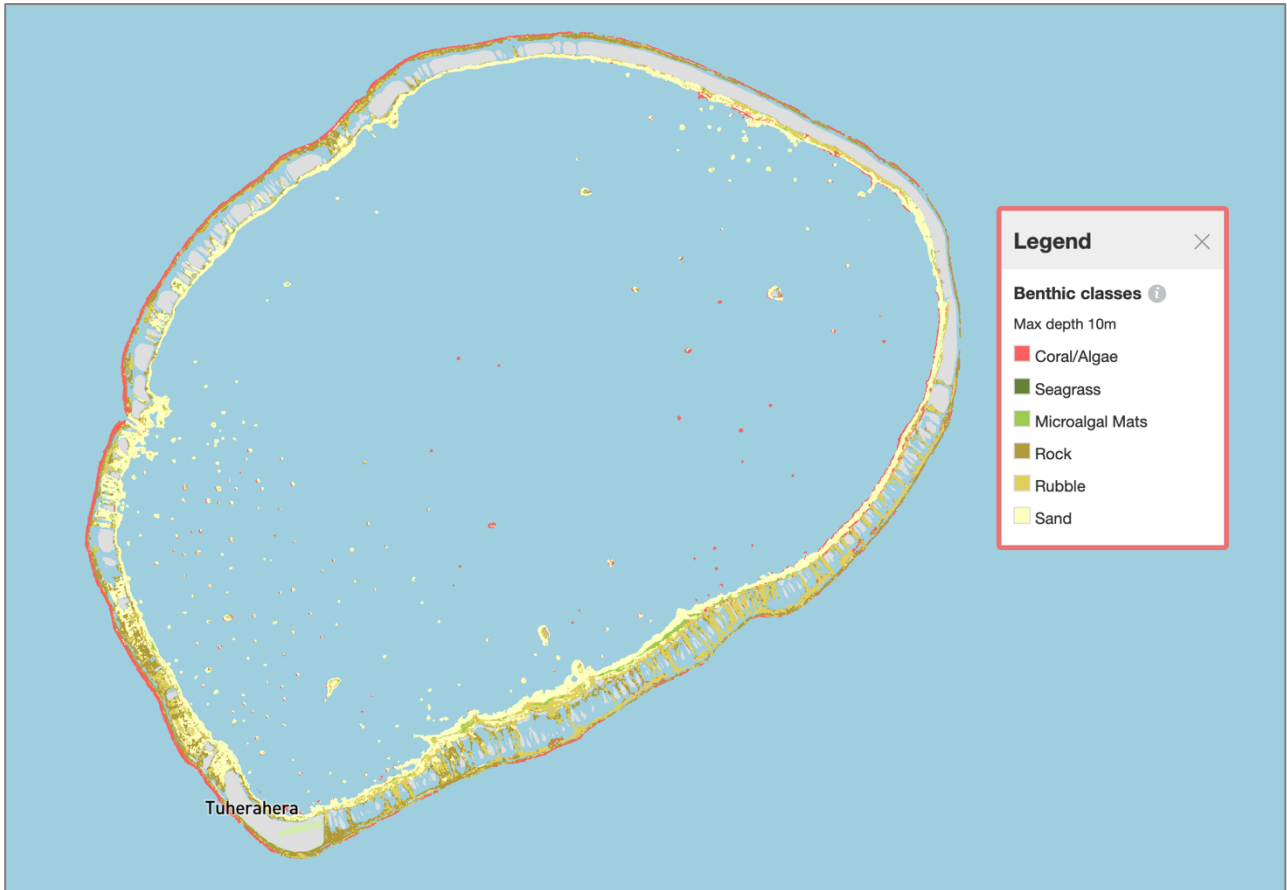 Legend
Benthic classes
Max depth 10m
Coral/Algae
Seagrass
Microalgal Mats
Rock
Rubble
Sand
Tuherahera